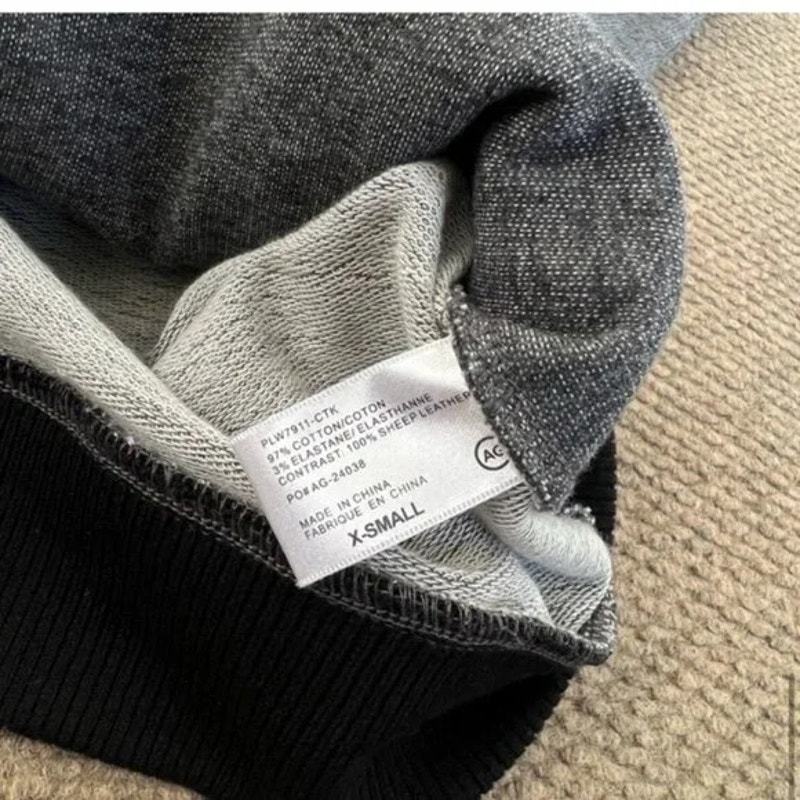 PLW7911-CTK
97% COTTON/COTON
3% ELASTANE/ELASTHANNE
CONTRAST: 100% SHEEP LEATHER
PO# AG-24038
AG
MADE IN CHINA
FABRIQUE EN CHINA
X-SMALL